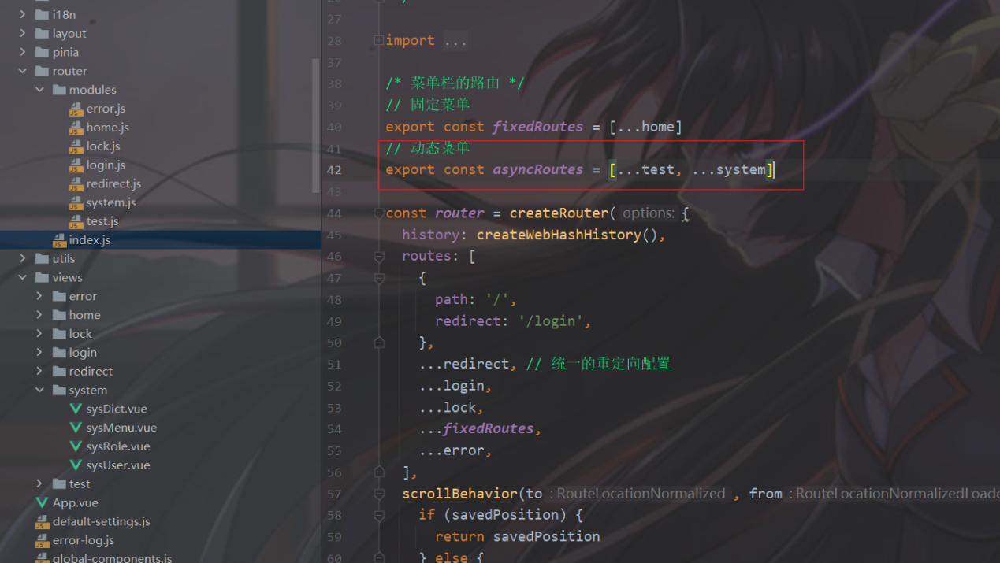 i18n
layout
pinia
router
modules
error.js
home.js
lock.js
login.js
redirect.js
system.js
test.js
index.js
utils
views
error
home
lock
login
redirect
system
sysDict.vue
sysMenu.vue
sysRole.vue
sysUser.vue
test
App.vue
default-settings.js
error-log.js
global-components.js
27
28 import ...
37
38 /* 菜单栏的路由 */
39 // 固定菜单
40 export const fixedRoutes = [...home]
41 // 动态菜单
42 export const asyncRoutes = [...test, ...system]
43
44 const router = createRouter( options: {
45 history: createWebHashHistory(),
46 routes: [
47 {
48 path: '/',
49 redirect: '/login',
50 },
51 ...redirect, // 统一的重定向配置
52 ...login,
53 ...lock,
54 ...fixedRoutes,
55 ...error,
56 ],
57 scrollBehavior(to : RouteLocationNormalized , from : RouteLocationNormalizedLoade
58 if (savedPosition) {
59 return savedPosition
60 } else {